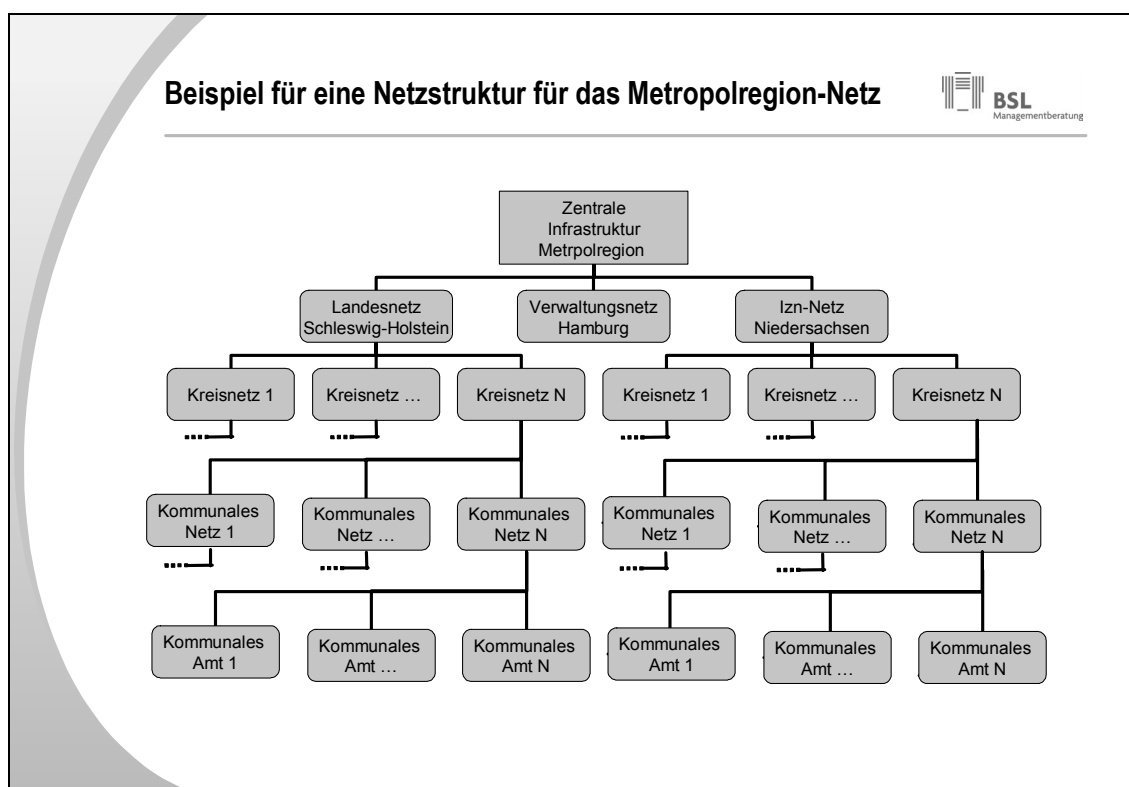 Beispiel für eine Netzstruktur für das Metropolregion-Netz
BSL
Managementberatung
Zentrale
Infrastruktur
Metrpolregion
Landesnetz
Schleswig-Holstein
Verwaltungsnetz
Hamburg
Izn-Netz
Niedersachsen
Kreisnetz 1
Kreisnetz …
Kreisnetz N
Kreisnetz 1
Kreisnetz …
Kreisnetz N
Kommunales
Netz 1
Kommunales
Netz …
Kommunales
Netz N
Kommunales
Netz 1
Kommunales
Netz …
Kommunales
Netz N
Kommunales
Amt 1
Kommunales
Amt …
Kommunales
Amt N
Kommunales
Amt 1
Kommunales
Amt …
Kommunales
Amt N